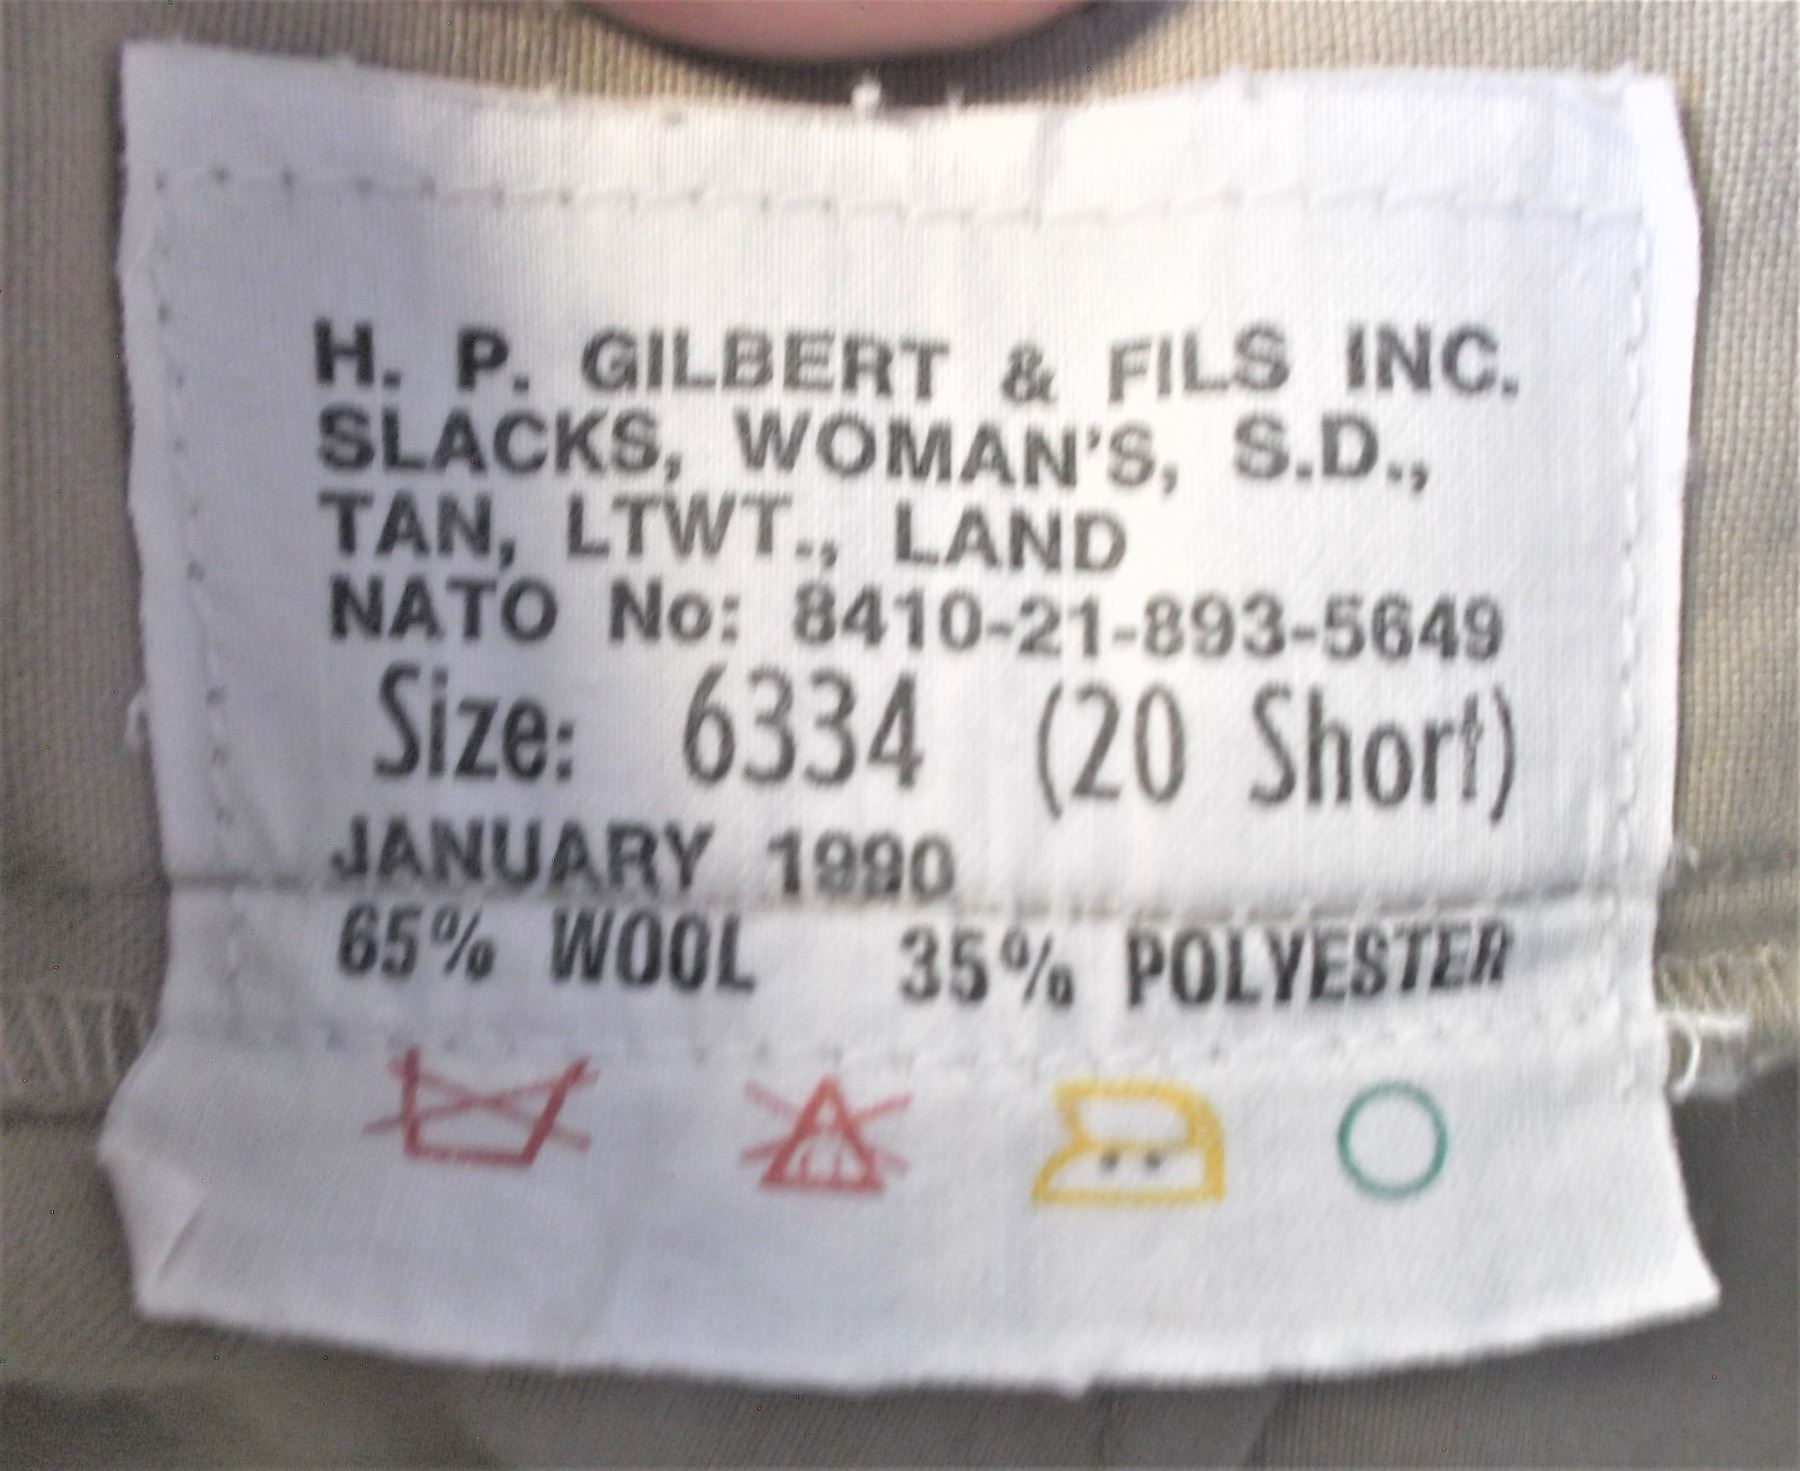 H. P. GILBERT & FILS INC.
SLACKS, WOMAN'S, S.D.,
TAN, LTWT., LAND
NATO No: 8410-21-893-5649
Size: 6334 (20 Short)
JANUARY 1990
65% WOOL 35% POLYESTER